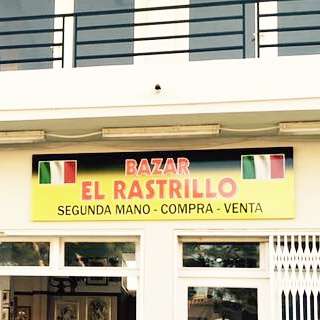 BAZAR
EL RASTRILLO
SEGUNDA MANO - COMPRA - VENTA